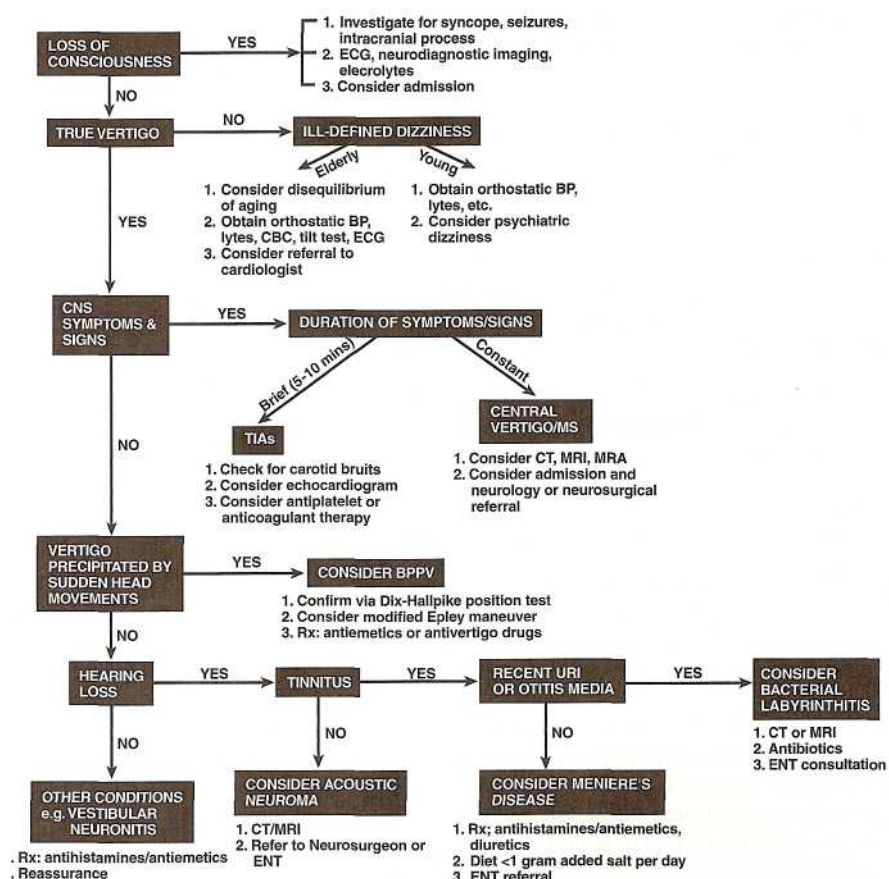 LOSS OF
CONSCIOUSNESS
YES
1. Investigate for syncope, seizures,
intracranial process
2. ECG, neurodiagnostic imaging,
elecrolytes
3. Consider admission
NO
TRUE VERTIGO
NO
ILL-DEFINED DIZZINESS
YES
Elderly
Young
1. Consider disequilibrium
of aging
2. Obtain orthostatic BP,
lytes, CBC, tilt test, ECG
3. Consider referral to
cardiologist
1. Obtain orthostatic BP,
lytes, etc.
2. Consider psychiatric
dizziness
CNS
SYMPTOMS &
SIGNS
YES
DURATION OF SYMPTOMS/SIGNS
NO
Brief (5-10 mins)
Constant
TIAs
1. Check for carotid bruits
2. Consider echocardiogram
3. Consider antiplatelet or
anticoagulant therapy
CENTRAL
VERTIGO/MS
1. Consider CT, MRI, MRA
2. Consider admission and
neurology or neurosurgical
referral
VERTIGO
PRECIPITATED BY
SUDDEN HEAD
MOVEMENTS
YES
CONSIDER BPPV
1. Confirm via Dix-Hallpike position test
2. Consider modified Epley maneuver
3. Rx: antiemetics or antivertigo drugs
NO
HEARING
LOSS
YES
TINNITUS
YES
RECENT URI
OR OTITIS MEDIA
YES
CONSIDER
BACTERIAL
LABYRINTHITIS
1. CT or MRI
2. Antibiotics
3. ENT consultation
NO
NO
NO
OTHER CONDITIONS
e.g. VESTIBULAR
NEURONITIS
. Rx: antihistamines/antiemetics
. Reassurance
CONSIDER ACOUSTIC
NEUROMA
1. CT/MRI
2. Refer to Neurosurgeon or
ENT
CONSIDER MENIERE'S
DISEASE
1. Rx; antihistamines/antiemetics,
diuretics
2. Diet <1 gram added salt per day
3. ENT referral